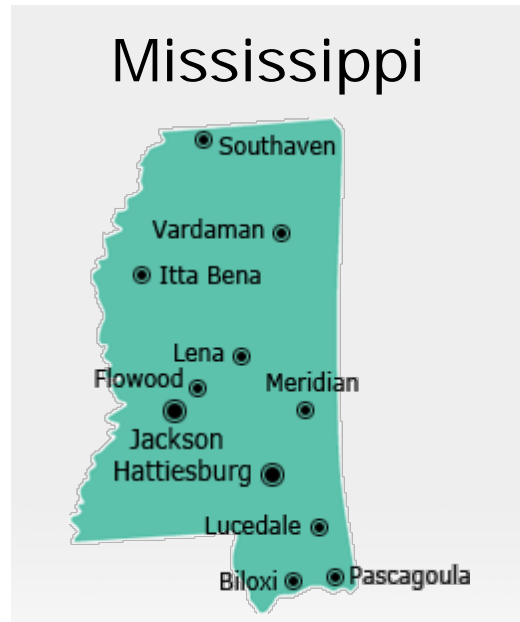 Mississippi
Southaven
Vardaman
Itta Bena
Lena
Flowood
Meridian
Jackson
Hattiesburg
Lucedale
Biloxi
Pascagoula